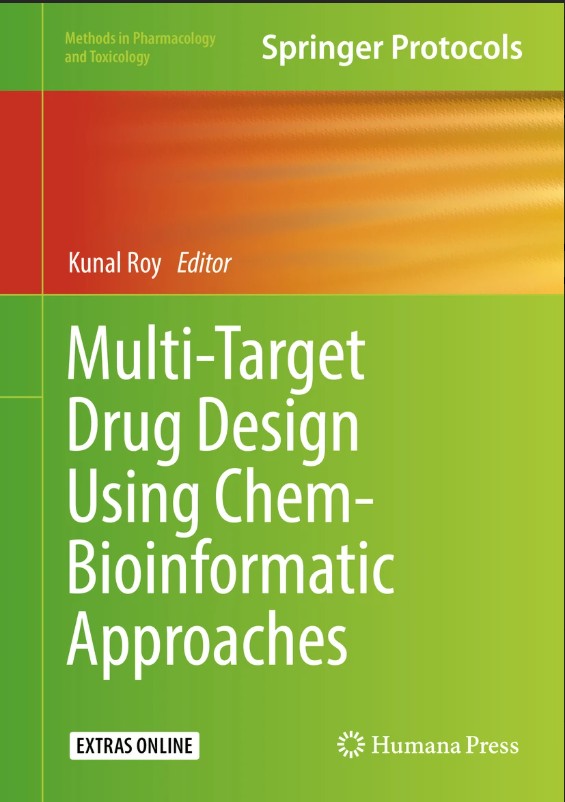 Methods in Pharmacology
and Toxicology
Springer Protocols
Kunal Roy Editor
Multi-Target
Drug Design
Using Chem-
Bioinformatic
Approaches
EXTRAS ONLINE
Humana Press